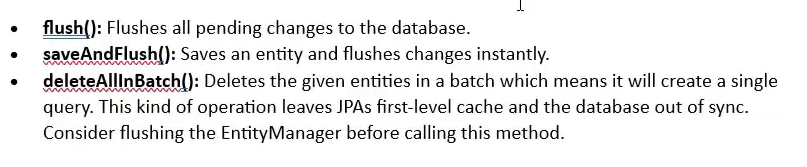 • flush(): Flushes all pending changes to the database.
• saveAndFlush(): Saves an entity and flushes changes instantly.
• deleteAllInBatch(): Deletes the given entities in a batch which means it will create a single
query. This kind of operation leaves JPAs first-level cache and the database out of sync.
Consider flushing the EntityManager before calling this method.